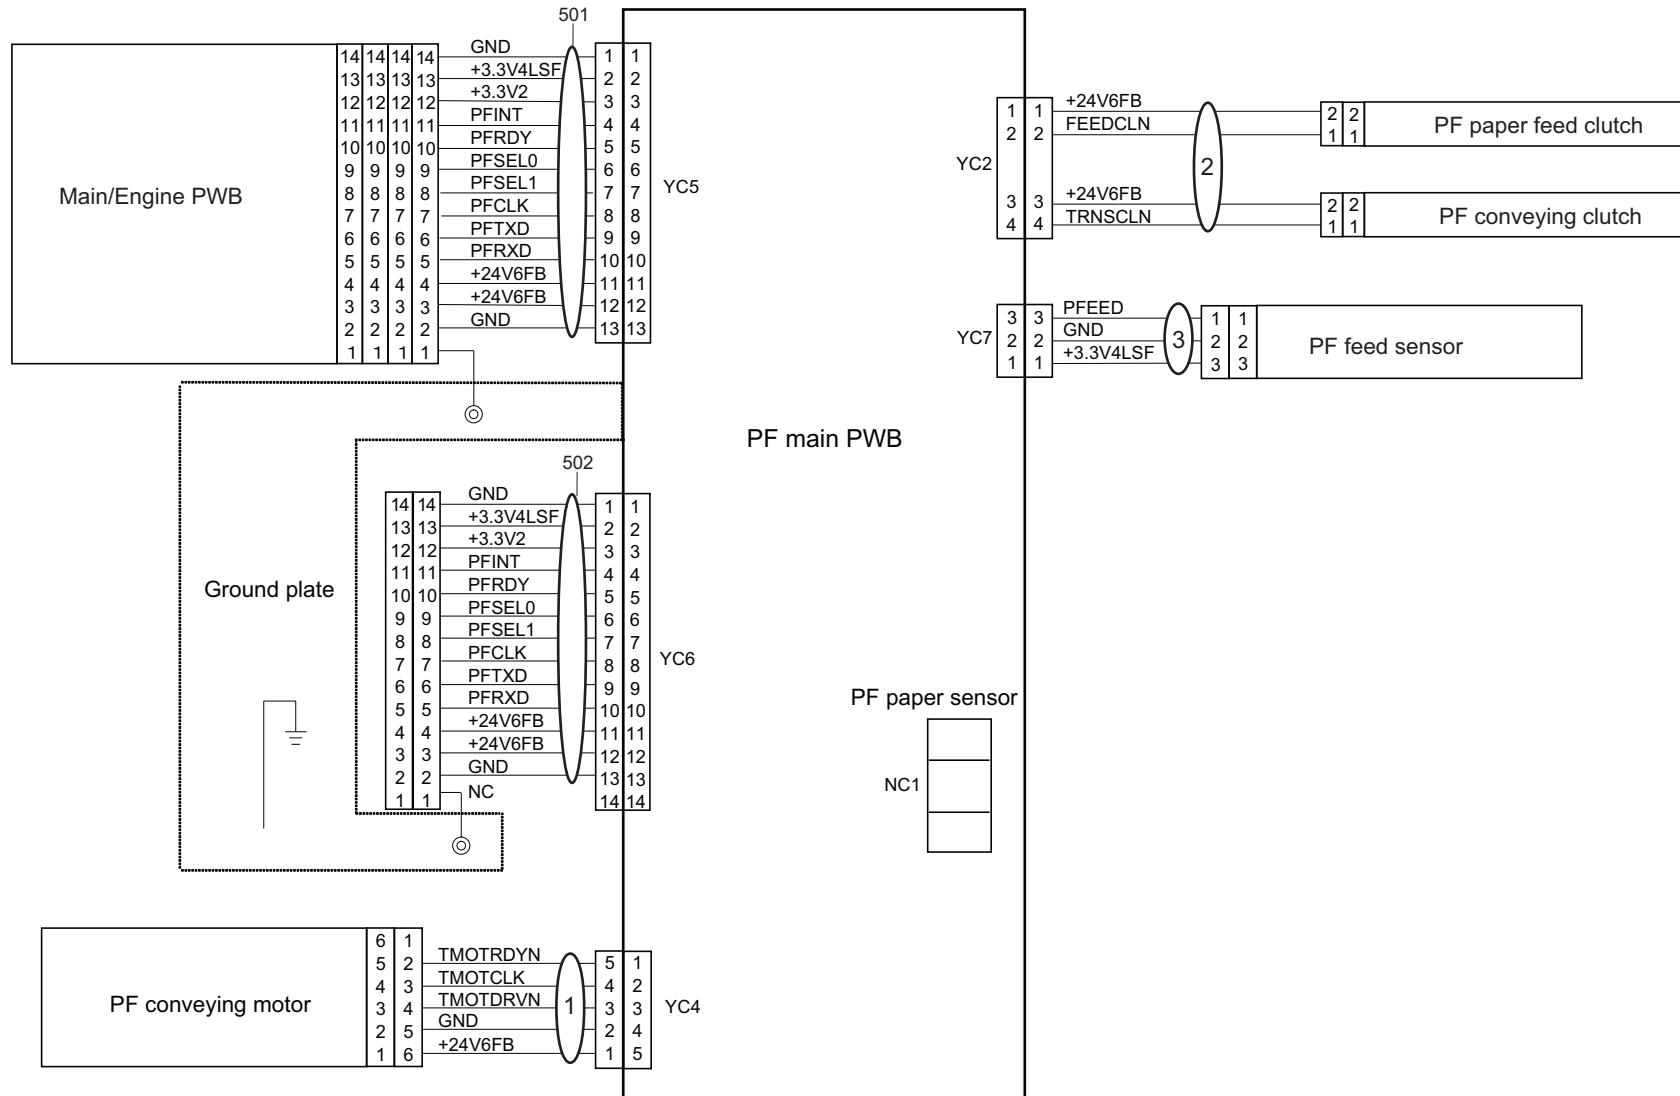 501
Main/Engine PWB
14 14 14 14 GND 1 1
13 13 13 13 +3.3V4LSF 2 2
12 12 12 12 +3.3V2 3 3
11 11 11 11 PFINT 4 4
10 10 10 10 PFRDY 5 5
9 9 9 9 PFSEL0 6 6
8 8 8 8 PFSEL1 7 7
7 7 7 7 PFCLK 8 8
6 6 6 6 PFTXD 9 9
5 5 5 5 PFRXD 10 10
4 4 4 4 +24V6FB 11 11
3 3 3 3 +24V6FB 12 12
2 2 2 2 GND 13 13
1 1 1 1
YC5
YC2
1 1 +24V6FB 2 2
2 2 FEEDCLN 1 1
PF paper feed clutch
2
3 3 +24V6FB 2 2
4 4 TRNSCLN 1 1
PF conveying clutch
YC7
3 3 PFEED 1 1
2 2 GND 2 2
1 1 +3.3V4LSF 3 3
3
PF feed sensor
PF main PWB
502
Ground plate
14 14 GND 1 1
13 13 +3.3V4LSF 2 2
12 12 +3.3V2 3 3
11 11 PFINT 4 4
10 10 PFRDY 5 5
9 9 PFSEL0 6 6
8 8 PFSEL1 7 7
7 7 PFCLK 8 8
6 6 PFTXD 9 9
5 5 PFRXD 10 10
4 4 +24V6FB 11 11
3 3 +24V6FB 12 12
2 2 GND 13 13
1 1 NC 14 14
YC6
PF paper sensor
NC1
PF conveying motor
6 1
5 2 TMOTRDYN 5 1
4 3 TMOTCLK 4 2
3 4 TMOTDRVN 3 3
2 5 GND 2 4
1 6 +24V6FB 1 5
1
YC4